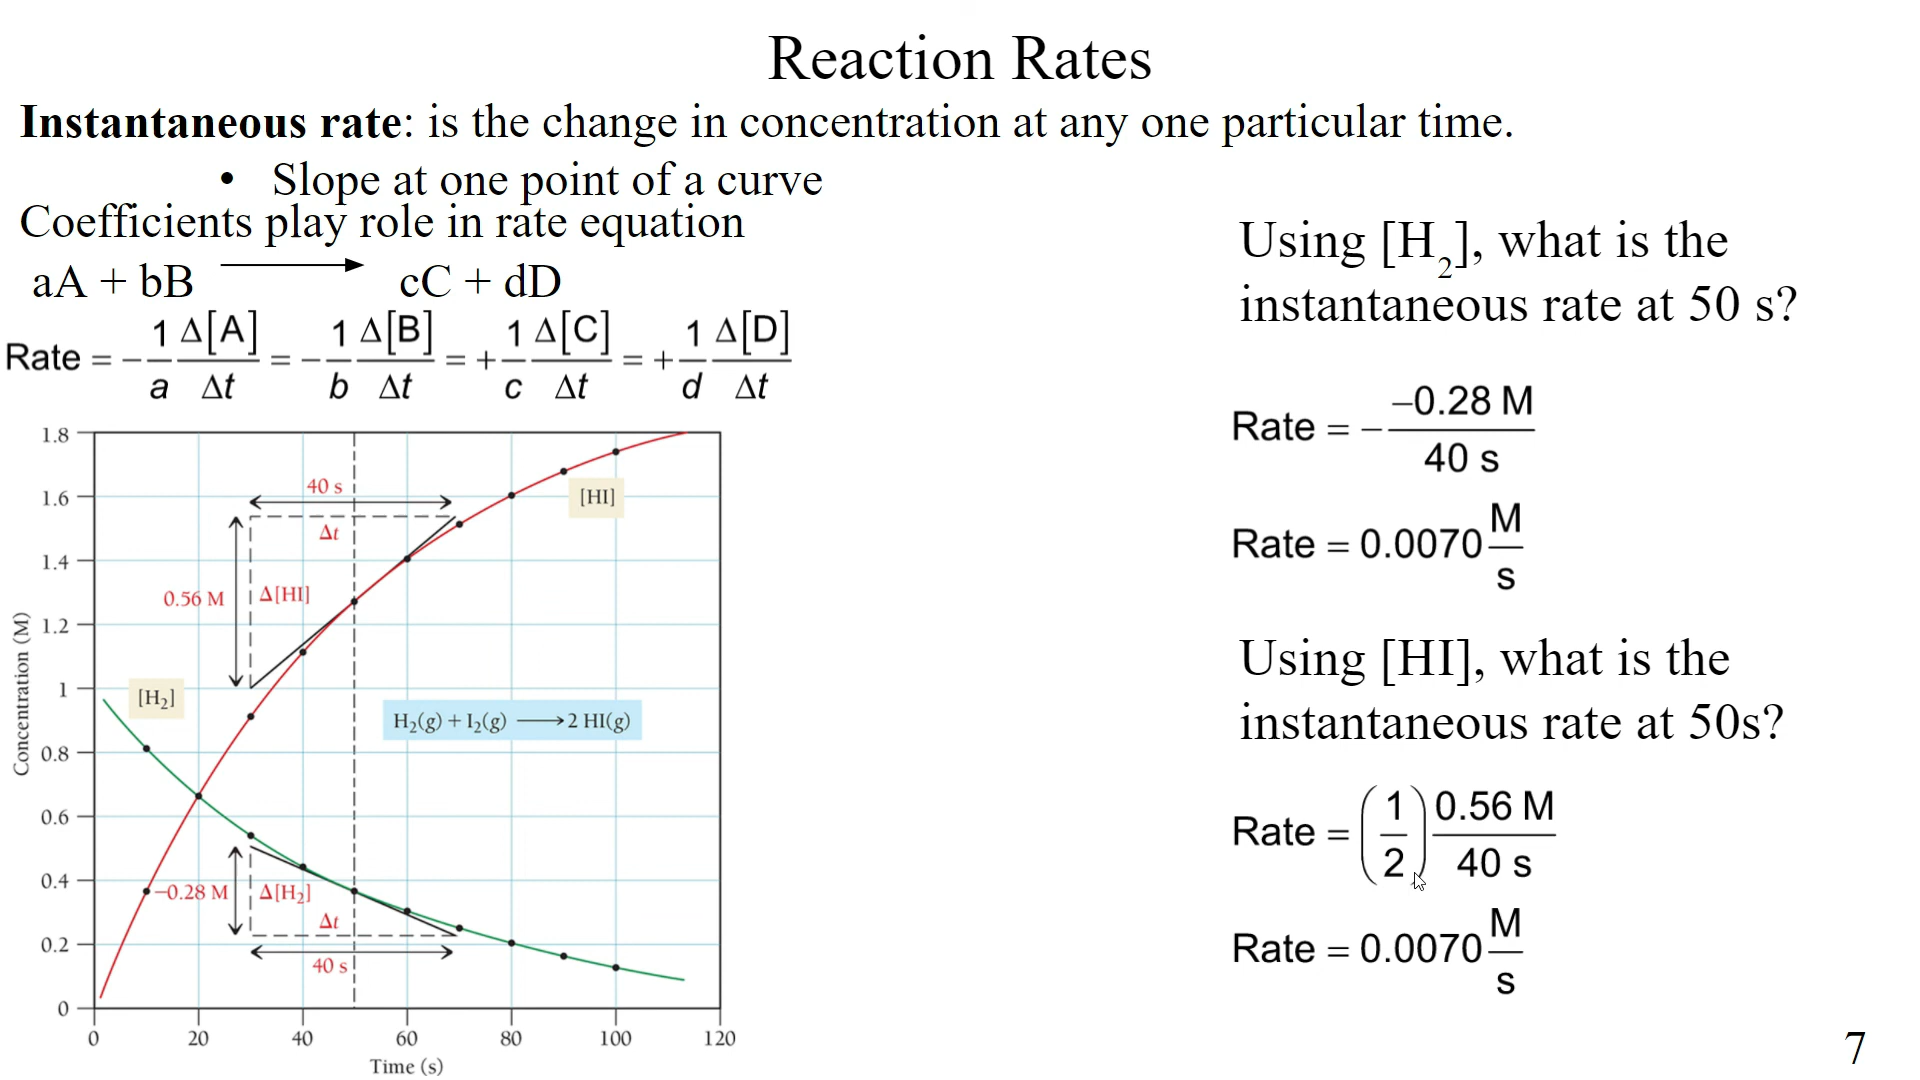 Reaction Rates
Instantaneous rate: is the change in concentration at any one particular time.
• Slope at one point of a curve
Coefficients play role in rate equation
aA + bB ⟶ cC + dD
Rate = −1/a Δ[A]/Δt = −1/b Δ[B]/Δt = +1/c Δ[C]/Δt = +1/d Δ[D]/Δt
1.8
1.6
1.4
1.2
1
0.8
0.6
0.4
0.2
0
Concentration (M)
40 s
Δt
[HI]
0.56 M
Δ[HI]
[H₂]
H₂(g) + I₂(g) ⟶ 2 HI(g)
−0.28 M
Δ[H₂]
Δt
40 s
0 20 40 60 80 100 120
Time (s)
Using [H₂], what is the
instantaneous rate at 50 s?
Rate = − −0.28 M / 40 s
Rate = 0.0070 M/s
Using [HI], what is the
instantaneous rate at 50s?
Rate = (1/2) 0.56 M / 40 s
Rate = 0.0070 M/s
7